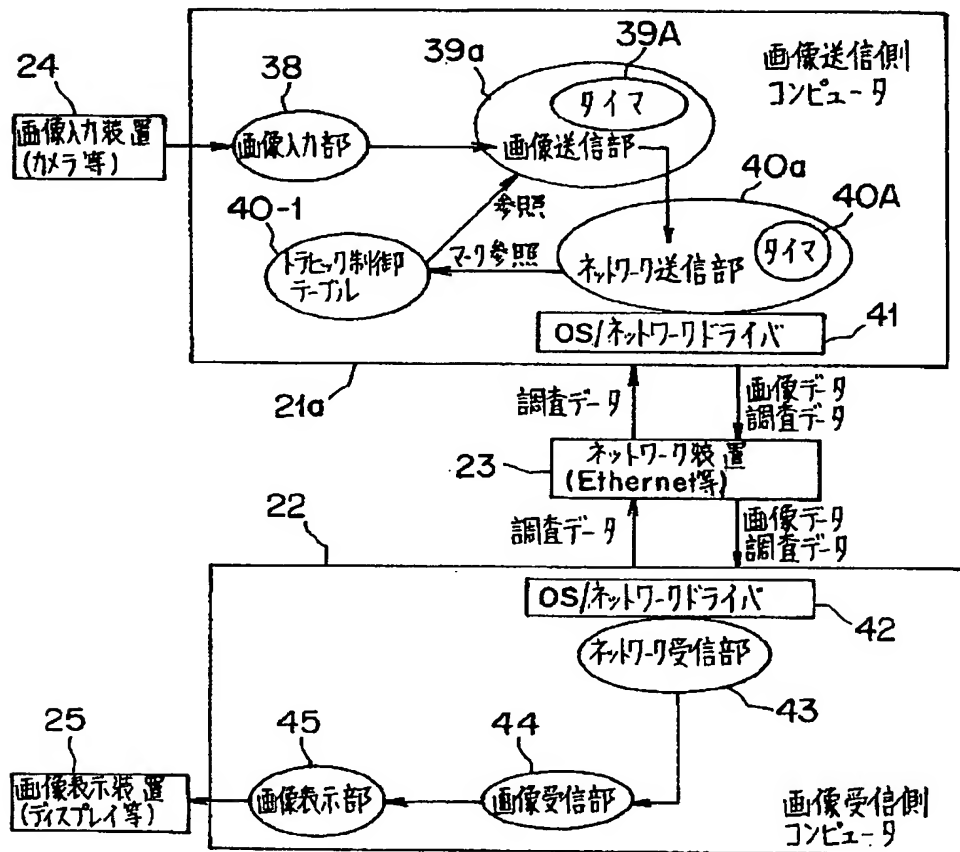 39A
39a
画像送信側
コンピュータ
24
38
タイマ
画像入力装置
(カメラ等)
画像入力部
画像送信部
40a
40-1
参照
40A
タイマ
トラヒック制御
テーブル
マーク参照
ネットワーク送信部
OS/ネットワークドライバ
41
21a
調査データ
画像データ
調査データ
23
ネットワーク装置
(Ethernet等)
22
調査データ
画像データ
調査データ
OS/ネットワークドライバ
42
ネットワーク受信部
43
25
45
44
画像表示装置
(ディスプレイ等)
画像表示部
画像受信部
画像受信側
コンピュータ